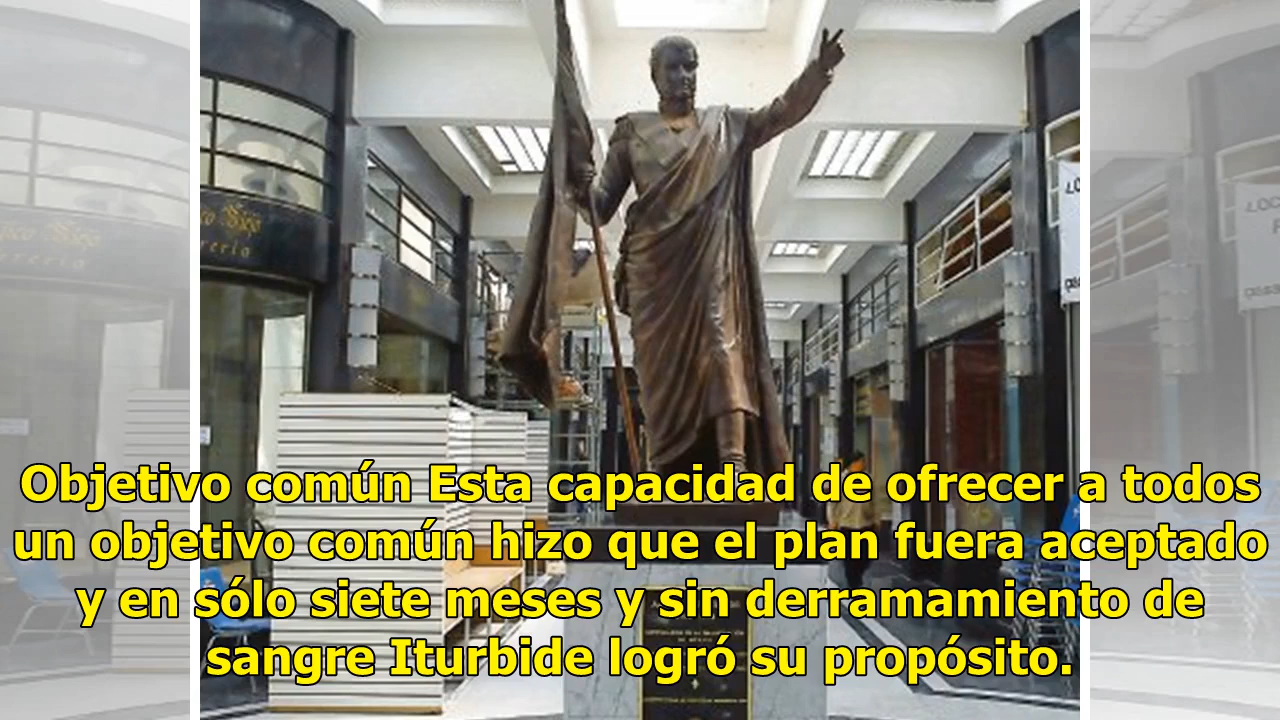 Objetivo común Esta capacidad de ofrecer a todos
un objetivo común hizo que el plan fuera aceptado
y en sólo siete meses y sin derramamiento de
sangre Iturbide logró su propósito.